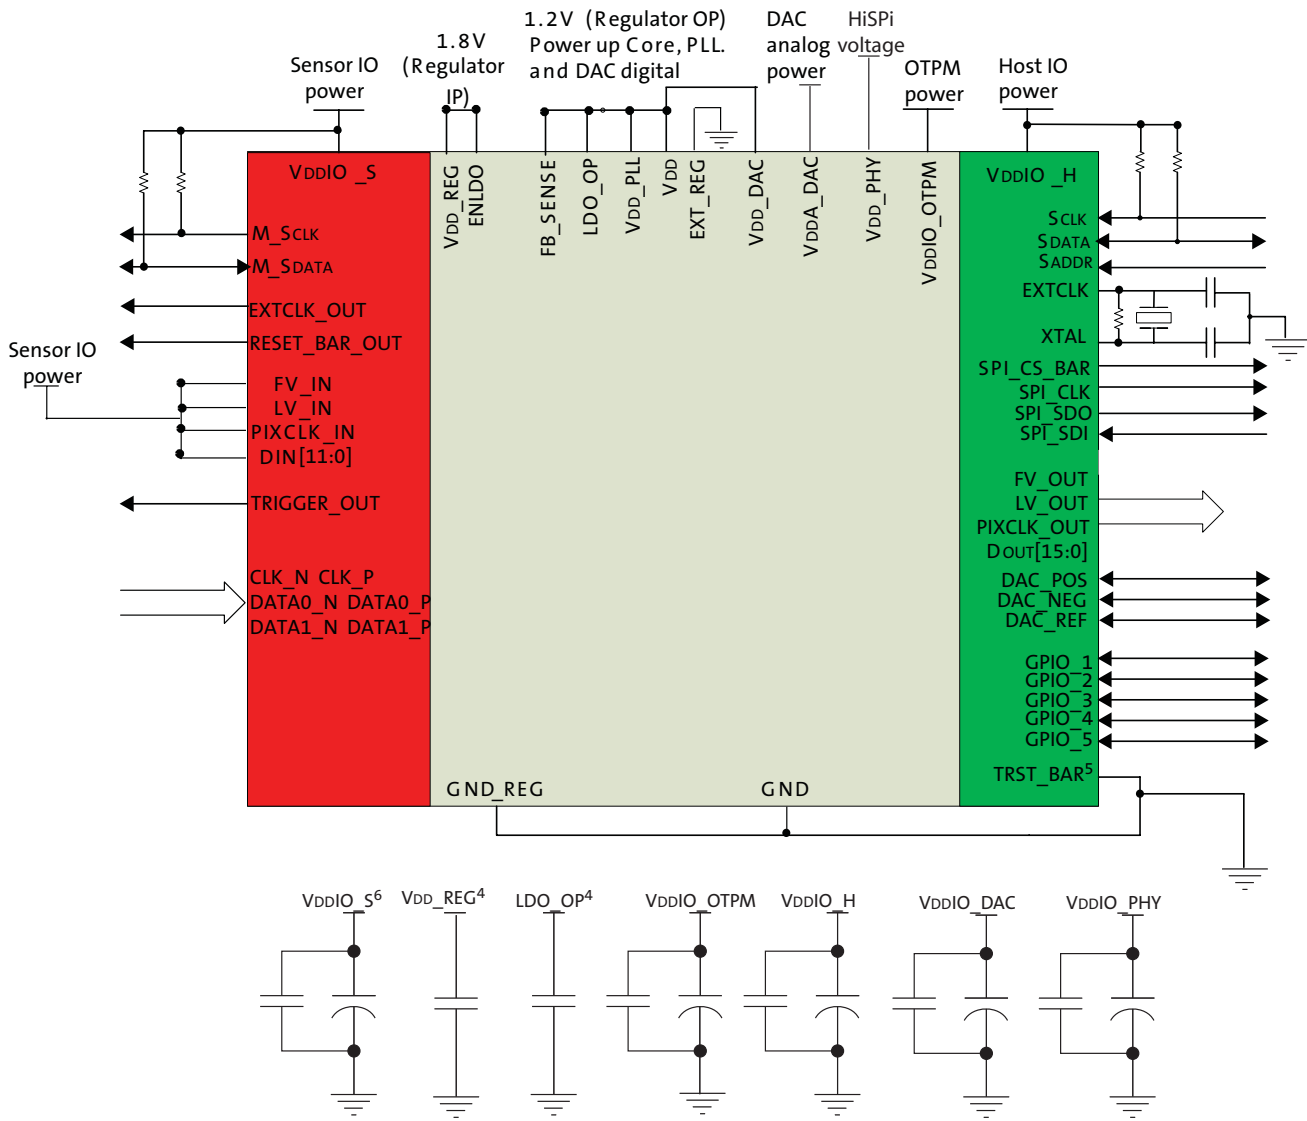 1.2V (Regulator OP)
Power up Core, PLL.
and DAC digital
DAC
analog
power
HiSPi
voltage
1.8V
(Regulator
IP)
Sensor IO
power
OTPM
power
Host IO
power
VDDIO _S
VDD_REG
ENLDO
FB_SENSE
LDO_OP
VDD_PLL
VDD
EXT_REG
VDD_DAC
VDDA_DAC
VDD_PHY
VDDIO_OTPM
VDDIO _H
M_SCLK
M_SDATA
EXTCLK_OUT
RESET_BAR_OUT
Sensor IO
power
FV_IN
LV_IN
PIXCLK_IN
DIN[11:0]
TRIGGER_OUT
CLK_N CLK_P
DATA0_N DATA0_P
DATA1_N DATA1_P
SCLK
SDATA
SADDR
EXTCLK
XTAL
SPI_CS_BAR
SPI_CLK
SPI_SDO
SPI_SDI
FV_OUT
LV_OUT
PIXCLK_OUT
DOUT[15:0]
DAC_POS
DAC_NEG
DAC_REF
GPIO_1
GPIO_2
GPIO_3
GPIO_4
GPIO_5
TRST_BAR⁵
GND_REG
GND
VDDIO_S⁶
VDD_REG⁴
LDO_OP⁴
VDDIO_OTPM
VDDIO_H
VDDIO_DAC
VDDIO_PHY